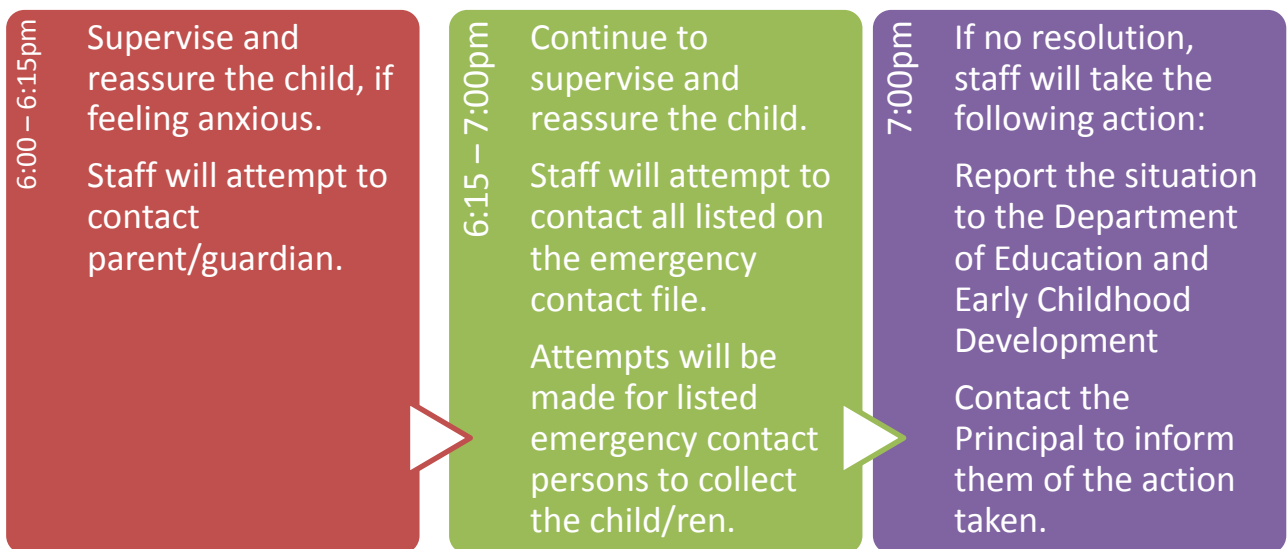 6:00 – 6:15pm
Supervise and
reassure the child, if
feeling anxious.
Staff will attempt to
contact
parent/guardian.
6:15 – 7:00pm
Continue to
supervise and
reassure the child.
Staff will attempt to
contact all listed on
the emergency
contact file.
Attempts will be
made for listed
emergency contact
persons to collect
the child/ren.
7:00pm
If no resolution,
staff will take the
following action:
Report the situation
to the Department
of Education and
Early Childhood
Development
Contact the
Principal to inform
them of the action
taken.